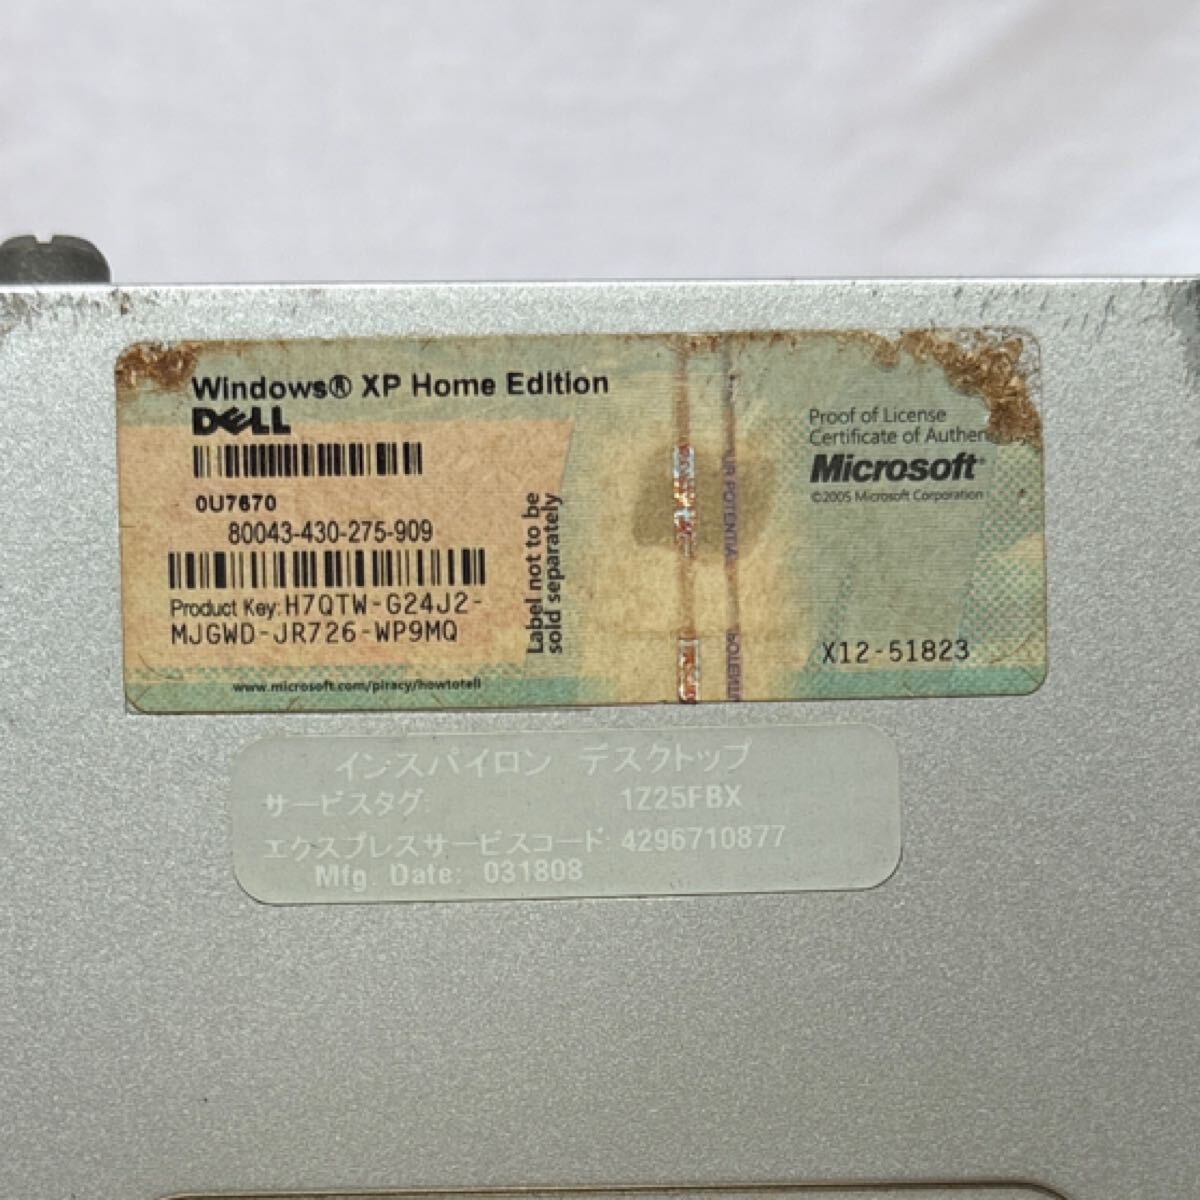 Windows® XP Home Edition
DELL
0U7670
80043-430-275-909
Product Key: H7QTW-G24J2-
MJGWD-JR726-WP9MQ
www.microsoft.com/piracy/howtotell
Label not to be
sold separately
UR POTENTIA
POTENTI
Proof of License
Certificate of Authen
Microsoft®
©2005 Microsoft Corporation
X12-51823
インスパイロン デスクトップ
サービスタグ: 1Z25FBX
エクスプレスサービスコード: 4296710877
Mfg Date: 031808